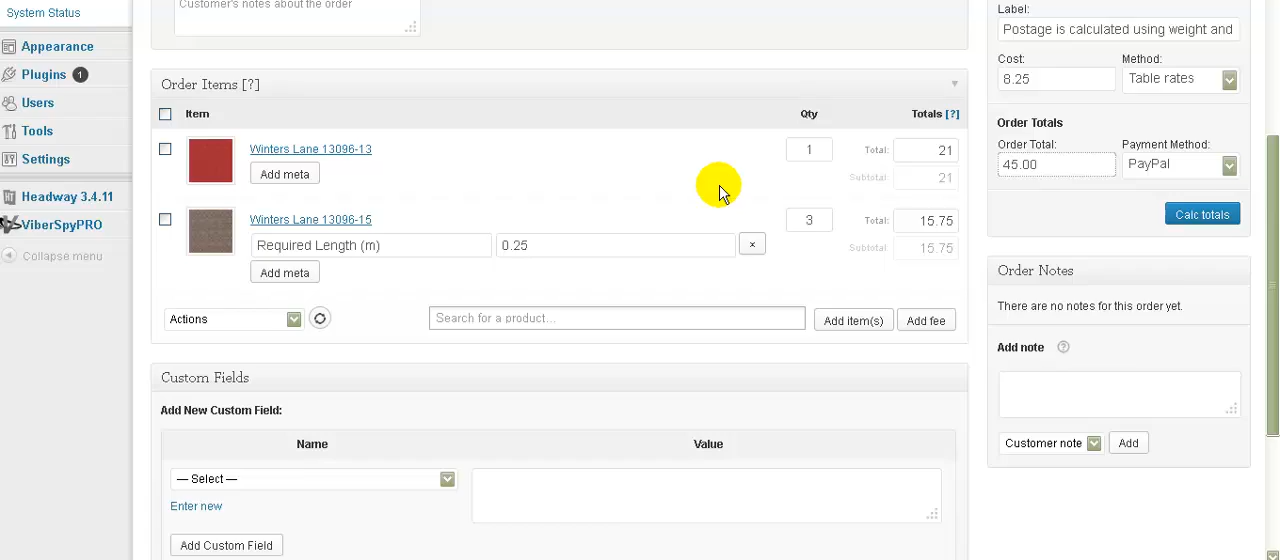 System Status
Appearance
Plugins 1
Users
Tools
Settings
Headway 3.4.11
ViberSpyPRO
Collapse menu
Customer's notes about the order
Order Items [?]
Item Qty Totals [?]
Winters Lane 13096-13 1 Total: 21
Add meta Subtotal: 21
Winters Lane 13096-15 3 Total: 15.75
Required Length (m) 0.25 × Subtotal: 15.75
Add meta
Actions Search for a product... Add item(s) Add fee
Custom Fields
Add New Custom Field:
Name Value
— Select —
Enter new
Add Custom Field
Label:
Postage is calculated using weight and
Cost: Method:
8.25 Table rates
Order Totals
Order Total: Payment Method:
45.00 PayPal
Calc totals
Order Notes
There are no notes for this order yet.
Add note ?
Customer note Add